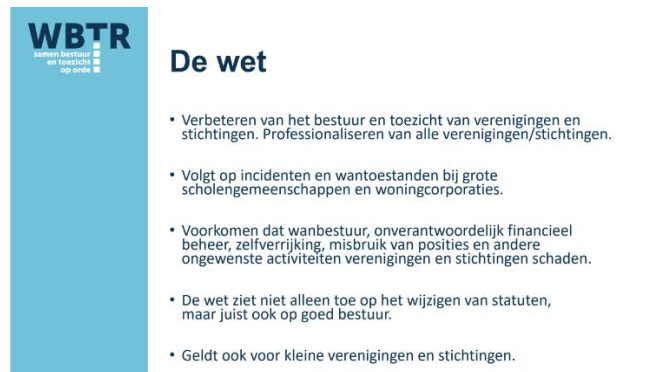 WBTR
samen bestuur
en toezicht
op orde
De wet
• Verbeteren van het bestuur en toezicht van verenigingen en
stichtingen. Professionaliseren van alle verenigingen/stichtingen.
• Volgt op incidenten en wantoestanden bij grote
scholengemeenschappen en woningcorporaties.
• Voorkomen dat wanbestuur, onverantwoordelijk financieel
beheer, zelfverrijking, misbruik van posities en andere
ongewenste activiteiten verenigingen en stichtingen schaden.
• De wet ziet niet alleen toe op het wijzigen van statuten,
maar juist ook op goed bestuur.
• Geldt ook voor kleine verenigingen en stichtingen.